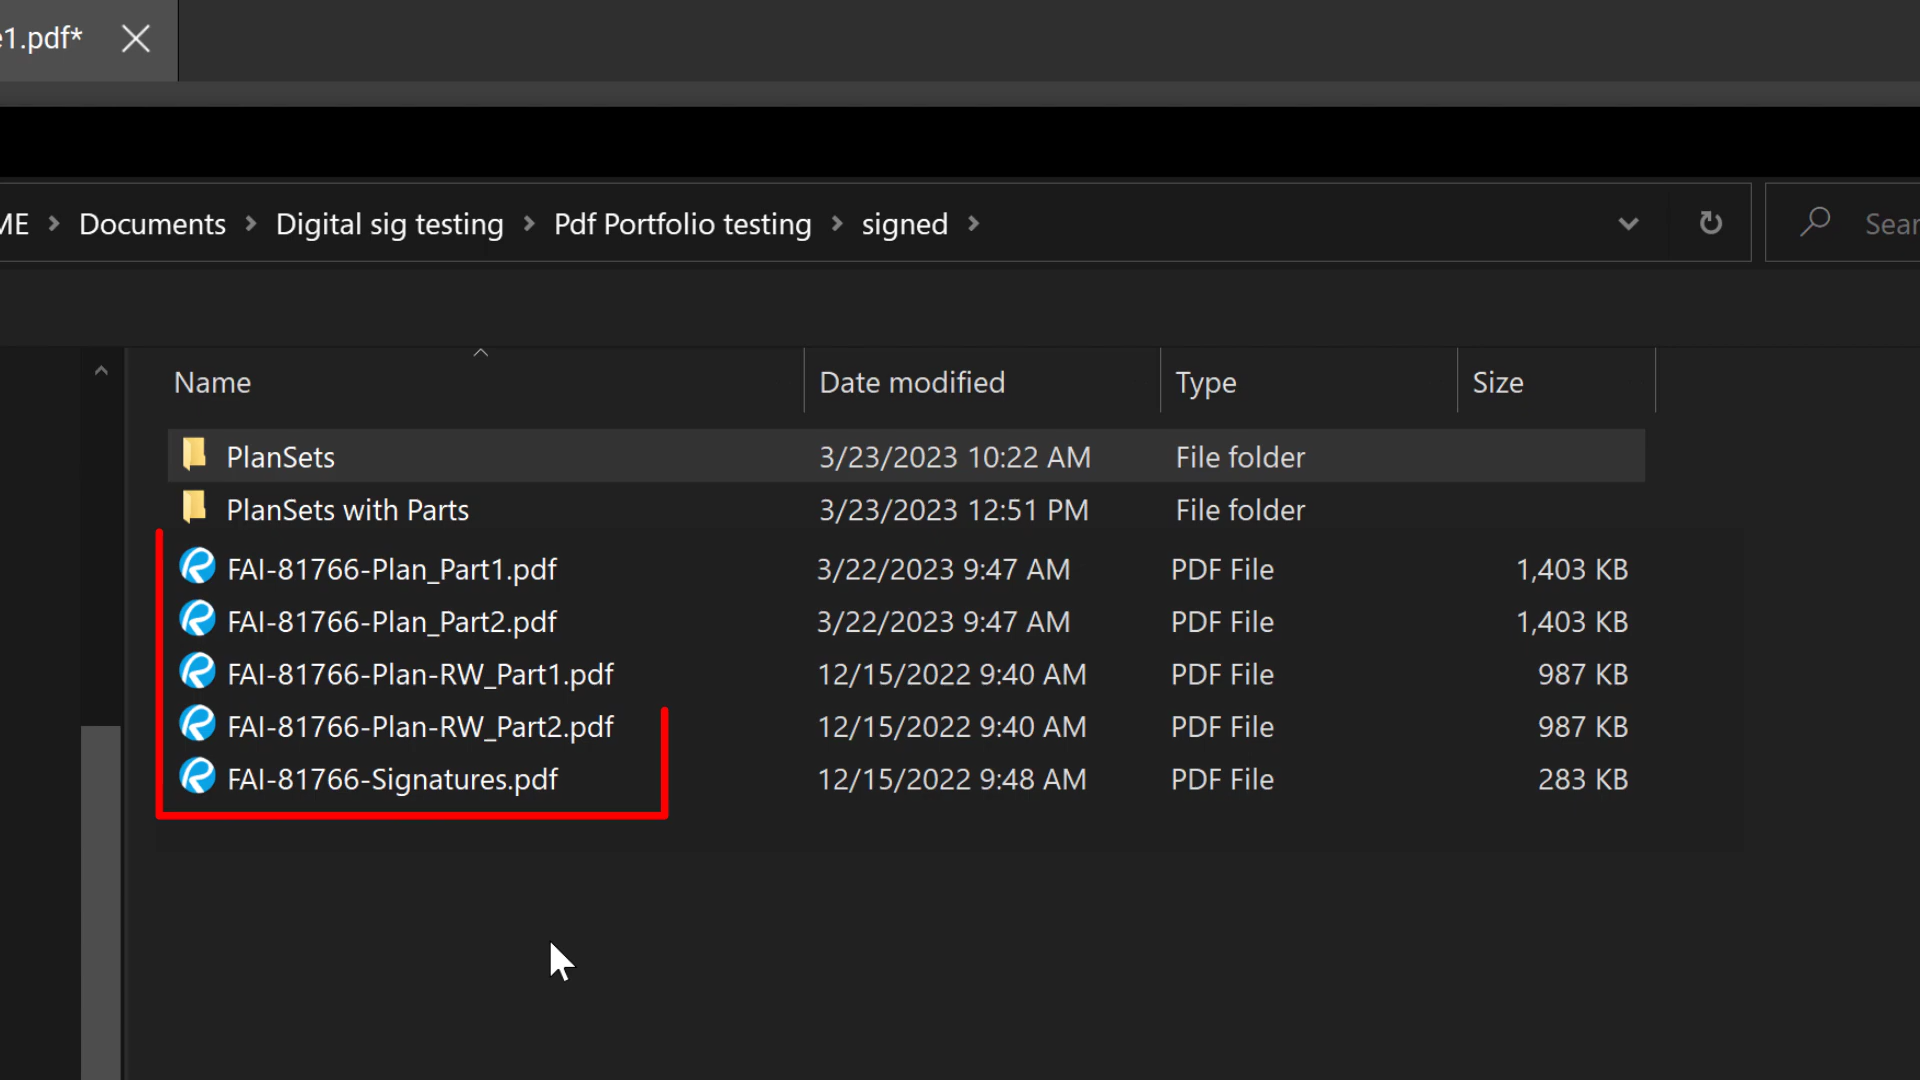 e1.pdf*
ME > Documents > Digital sig testing > Pdf Portfolio testing > signed >
Sear
Name Date modified Type Size
PlanSets 3/23/2023 10:22 AM File folder
PlanSets with Parts 3/23/2023 12:51 PM File folder
FAI-81766-Plan_Part1.pdf 3/22/2023 9:47 AM PDF File 1,403 KB
FAI-81766-Plan_Part2.pdf 3/22/2023 9:47 AM PDF File 1,403 KB
FAI-81766-Plan-RW_Part1.pdf 12/15/2022 9:40 AM PDF File 987 KB
FAI-81766-Plan-RW_Part2.pdf 12/15/2022 9:40 AM PDF File 987 KB
FAI-81766-Signatures.pdf 12/15/2022 9:48 AM PDF File 283 KB